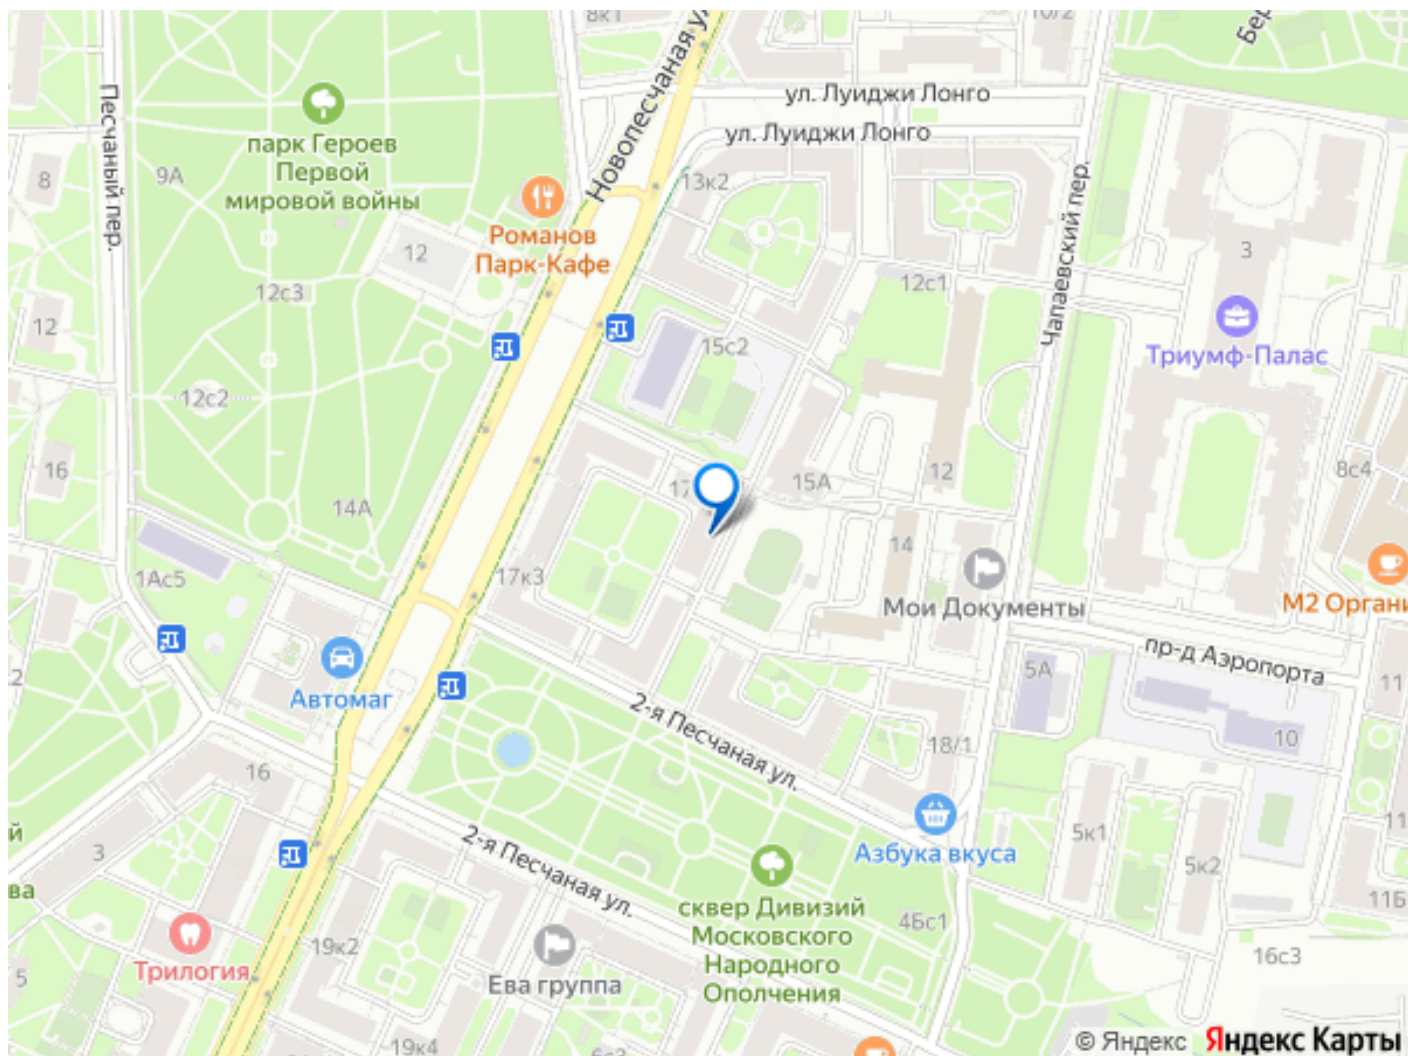 8к1
10/2
Бер
Новопесчаная ул
ул. Луиджи Лонго
ул. Луиджи Лонго
Песчаный пер.
парк Героев
Первой
мировой войны
9А
8
13к2
Чапаевский пер.
Романов
Парк-Кафе
12
12с3
12с1
3
12
15с2
Триумф-Палас
12с2
16
14А
17
15А
12
8с4
14
1Ас5
17к3
Мои Документы
М2 Органи
пр-д Аэропорта
5А
11
2
Автомаг
2-я Песчаная ул.
18/1
10
16
й
3
ва
2-я Песчаная ул.
Азбука вкуса
5к1
5к2
11
11Б
сквер Дивизий
Московского
Народного
Ополчения
4Бс1
16с3
Трилогия
5
19к2
Ева группа
19к4
6с3
© Яндекс Яндекс Карты